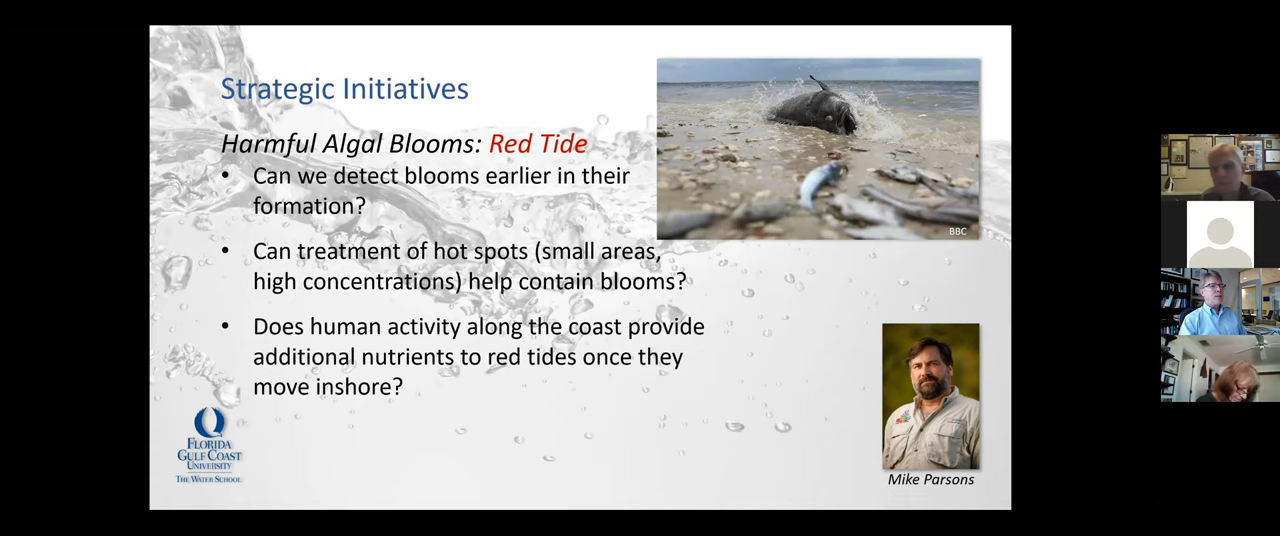 Strategic Initiatives
Harmful Algal Blooms: Red Tide
• Can we detect blooms earlier in their
formation?
• Can treatment of hot spots (small areas,
high concentrations) help contain blooms?
• Does human activity along the coast provide
additional nutrients to red tides once they
move inshore?
BBC
Mike Parsons
FLORIDA
GULF COAST
UNIVERSITY
THE WATER SCHOOL